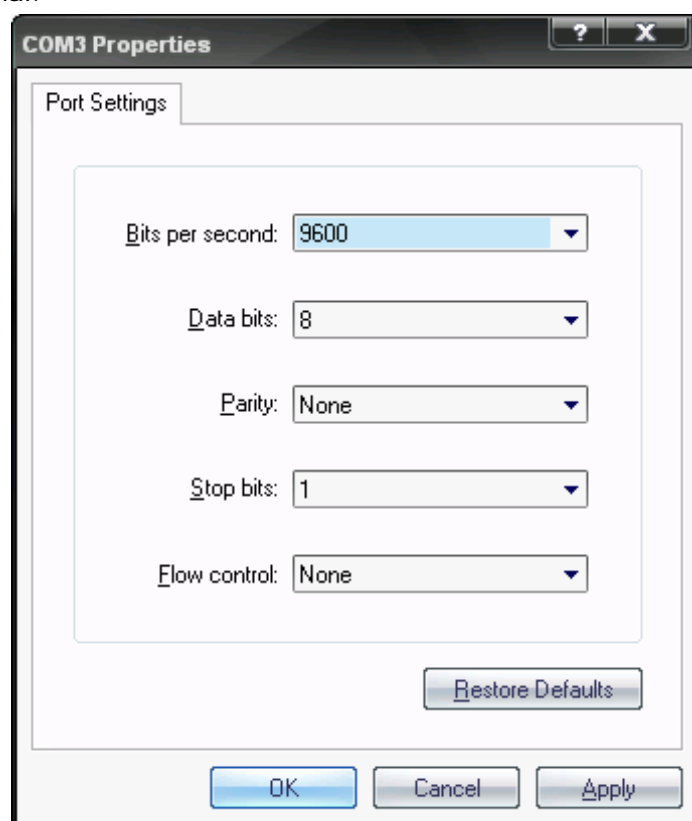 COM3 Properties
? X
Port Settings
Bits per second: 9600
Data bits: 8
Parity: None
Stop bits: 1
Flow control: None
Restore Defaults
OK Cancel Apply